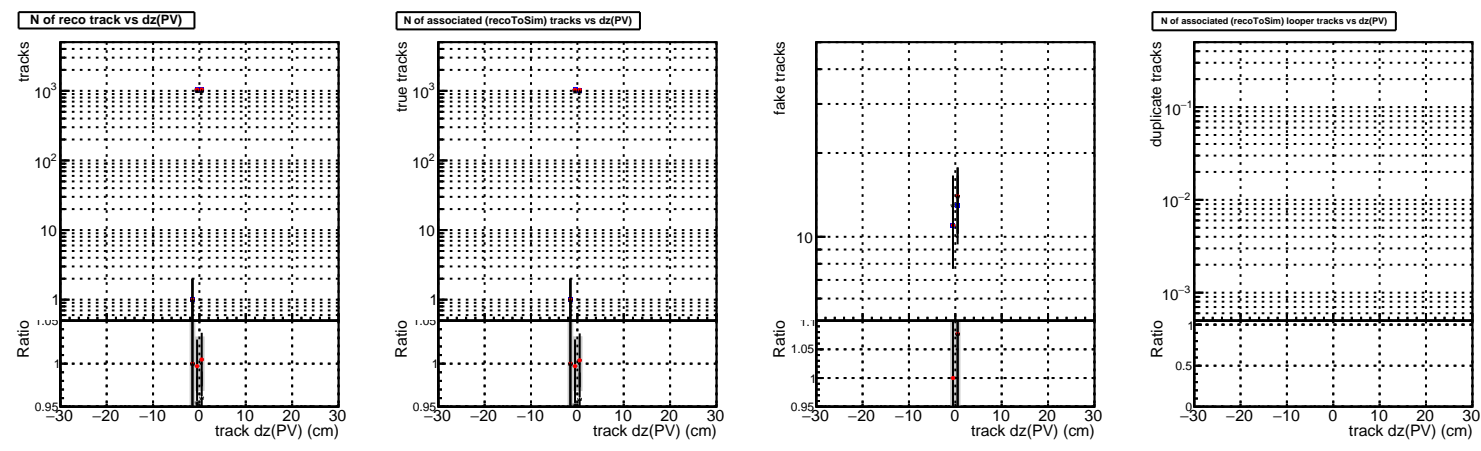 N of reco track vs dz(PV)
tracks
10³
10²
10
1
1.05
Ratio
1
0.95
−30 −20 −10 0 10 20 30
track dz(PV) (cm)
N of associated (recoToSim) tracks vs dz(PV)
true tracks
10³
10²
10
1
1.05
Ratio
1
0.95
−30 −20 −10 0 10 20 30
track dz(PV) (cm)
fake tracks
10
1.1
Ratio
1.05
1
0.95
−30 −20 −10 0 10 20 30
track dz(PV) (cm)
N of associated (recoToSim) looper tracks vs dz(PV)
duplicate tracks
10⁻¹
10⁻²
10⁻³
Ratio
1
0.5
0
−30 −20 −10 0 10 20 30
track dz(PV) (cm)